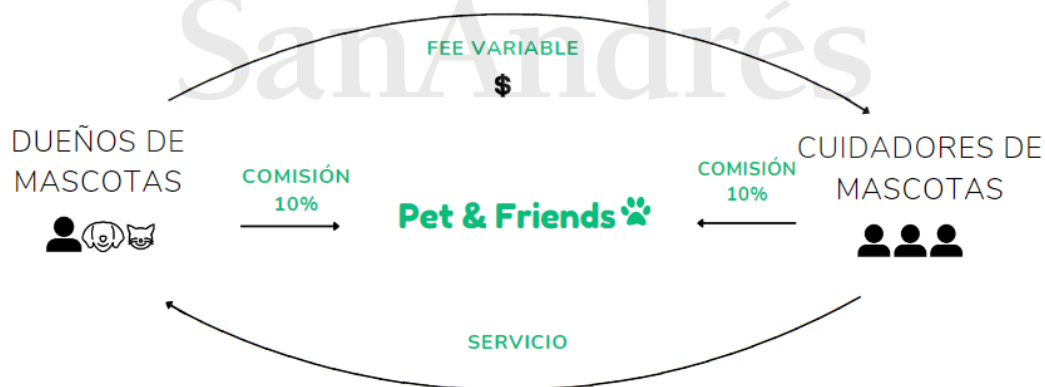 SanAndrés
FEE VARIABLE
$
DUEÑOS DE
MASCOTAS
COMISIÓN
10%
Pet & Friends
COMISIÓN
10%
CUIDADORES DE
MASCOTAS
SERVICIO